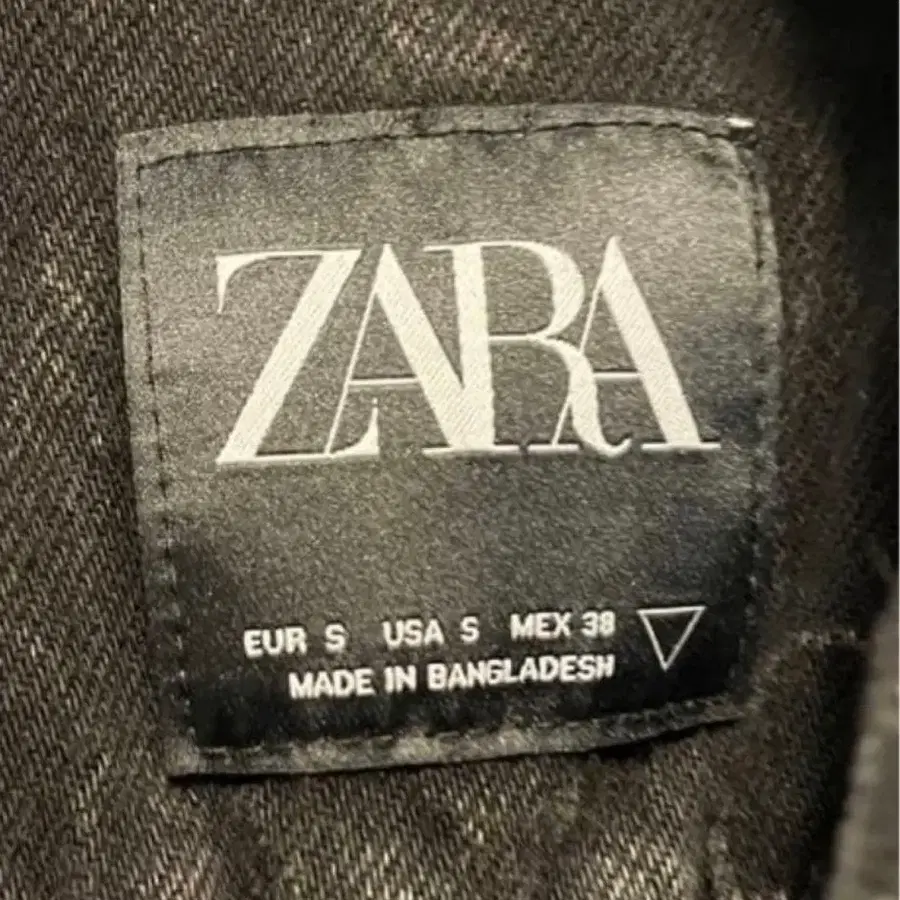 ZARA
EUR S USA S MEX 38
MADE IN BANGLADESH